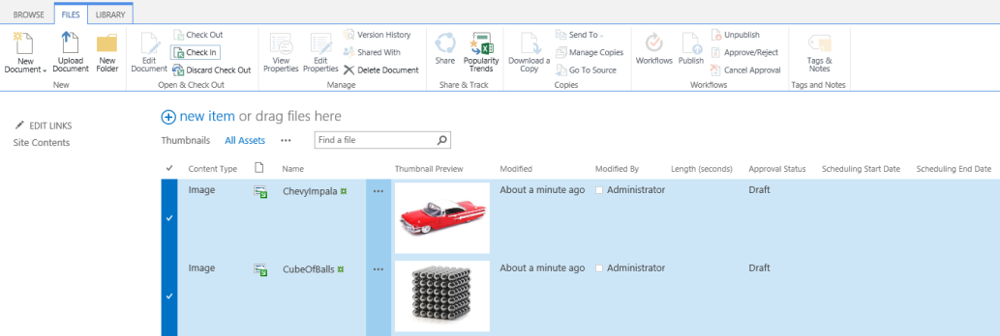 BROWSE FILES LIBRARY
New Document Upload Document New Folder
New
Edit Document Check Out Check In Discard Check Out
Open & Check Out
View Properties Edit Properties Version History Shared With Delete Document
Manage
Share Popularity Trends
Share & Track
Download a Copy Send To Manage Copies Go To Source
Copies
Workflows Publish Unpublish Approve/Reject Cancel Approval
Workflows
Tags & Notes
Tags and Notes
EDIT LINKS
Site Contents
new item or drag files here
Thumbnails All Assets ••• Find a file
Content Type Name Thumbnail Preview Modified Modified By Length (seconds) Approval Status Scheduling Start Date Scheduling End Date
Image ChevyImpala ••• About a minute ago Administrator Draft
Image CubeOfBalls ••• About a minute ago Administrator Draft